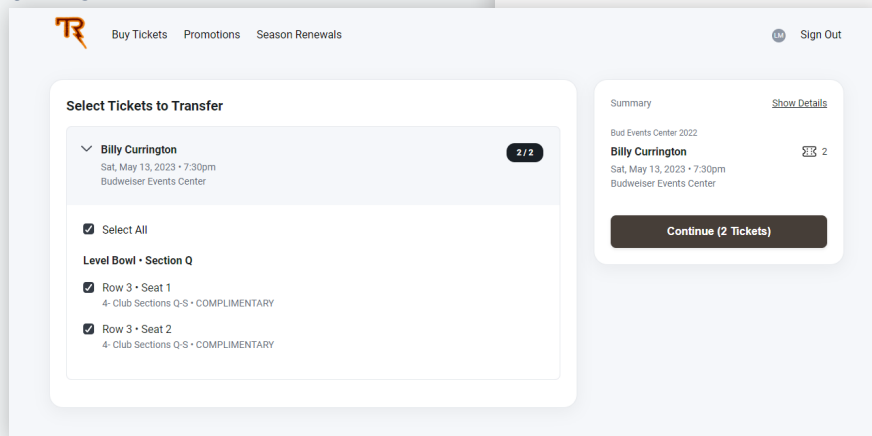 TR
Buy Tickets Promotions Season Renewals
LM Sign Out
Select Tickets to Transfer
Billy Currington
2 / 2
Sat, May 13, 2023 • 7:30pm
Budweiser Events Center
Select All
Level Bowl • Section Q
Row 3 • Seat 1
4- Club Sections Q-S • COMPLIMENTARY
Row 3 • Seat 2
4- Club Sections Q-S • COMPLIMENTARY
Summary Show Details
Bud Events Center 2022
Billy Currington 2
Sat, May 13, 2023 • 7:30pm
Budweiser Events Center
Continue (2 Tickets)